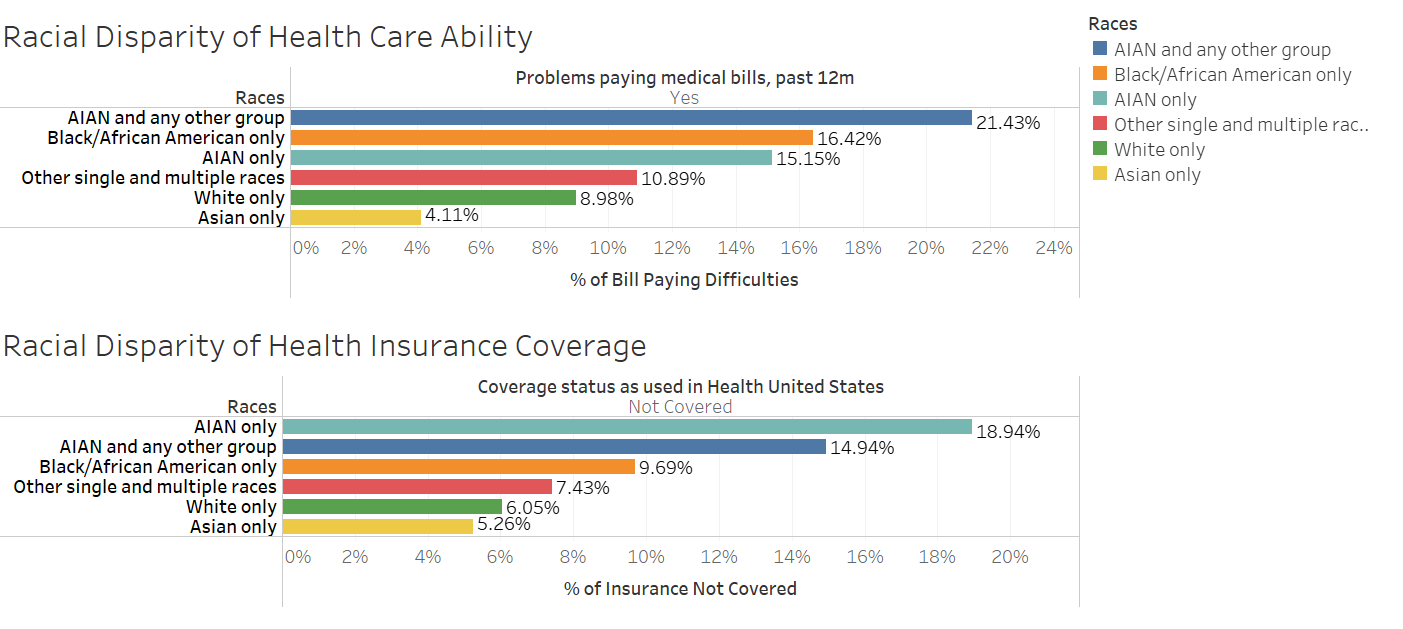 Racial Disparity of Health Care Ability
Problems paying medical bills, past 12m
Races Yes
AIAN and any other group 21.43%
Black/African American only 16.42%
AIAN only 15.15%
Other single and multiple races 10.89%
White only 8.98%
Asian only 4.11%
0% 2% 4% 6% 8% 10% 12% 14% 16% 18% 20% 22% 24%
% of Bill Paying Difficulties
Races
AIAN and any other group
Black/African American only
AIAN only
Other single and multiple rac..
White only
Asian only
Racial Disparity of Health Insurance Coverage
Coverage status as used in Health United States
Races Not Covered
AIAN only 18.94%
AIAN and any other group 14.94%
Black/African American only 9.69%
Other single and multiple races 7.43%
White only 6.05%
Asian only 5.26%
0% 2% 4% 6% 8% 10% 12% 14% 16% 18% 20%
% of Insurance Not Covered